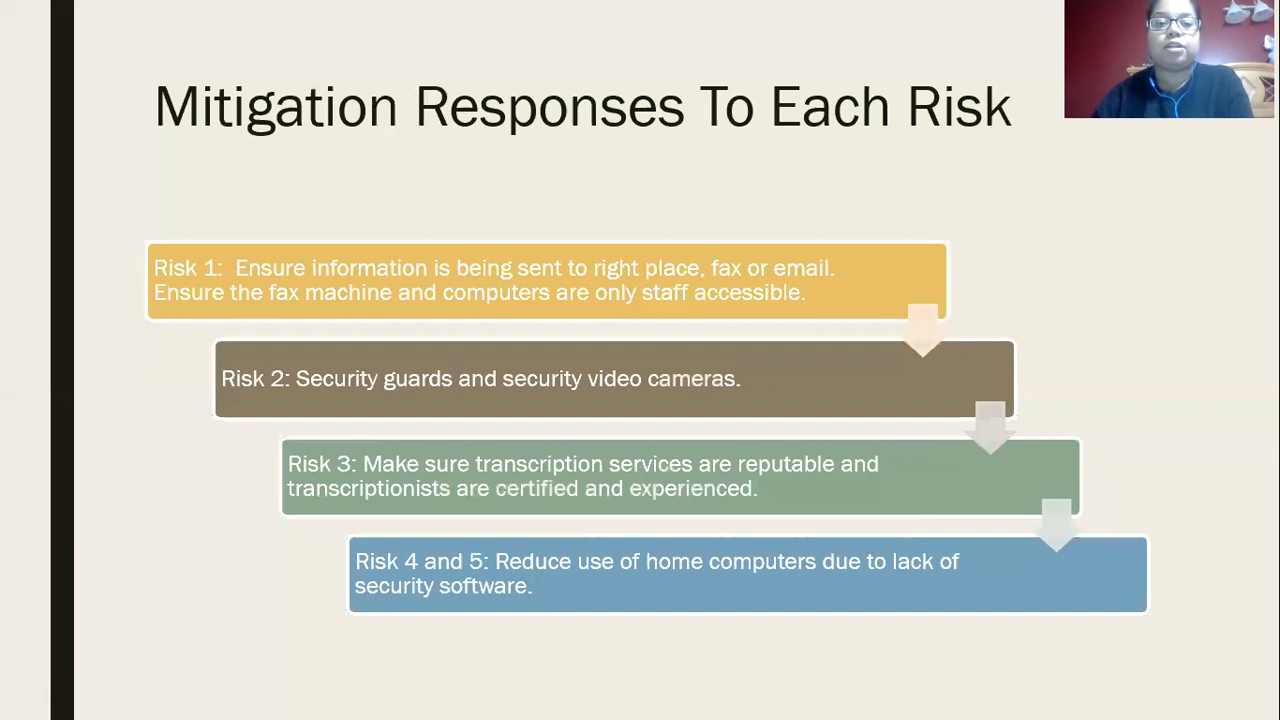 Mitigation Responses To Each Risk
Risk 1:  Ensure information is being sent to right place, fax or email.
Ensure the fax machine and computers are only staff accessible.
Risk 2: Security guards and security video cameras.
Risk 3: Make sure transcription services are reputable and
transcriptionists are certified and experienced.
Risk 4 and 5: Reduce use of home computers due to lack of
security software.